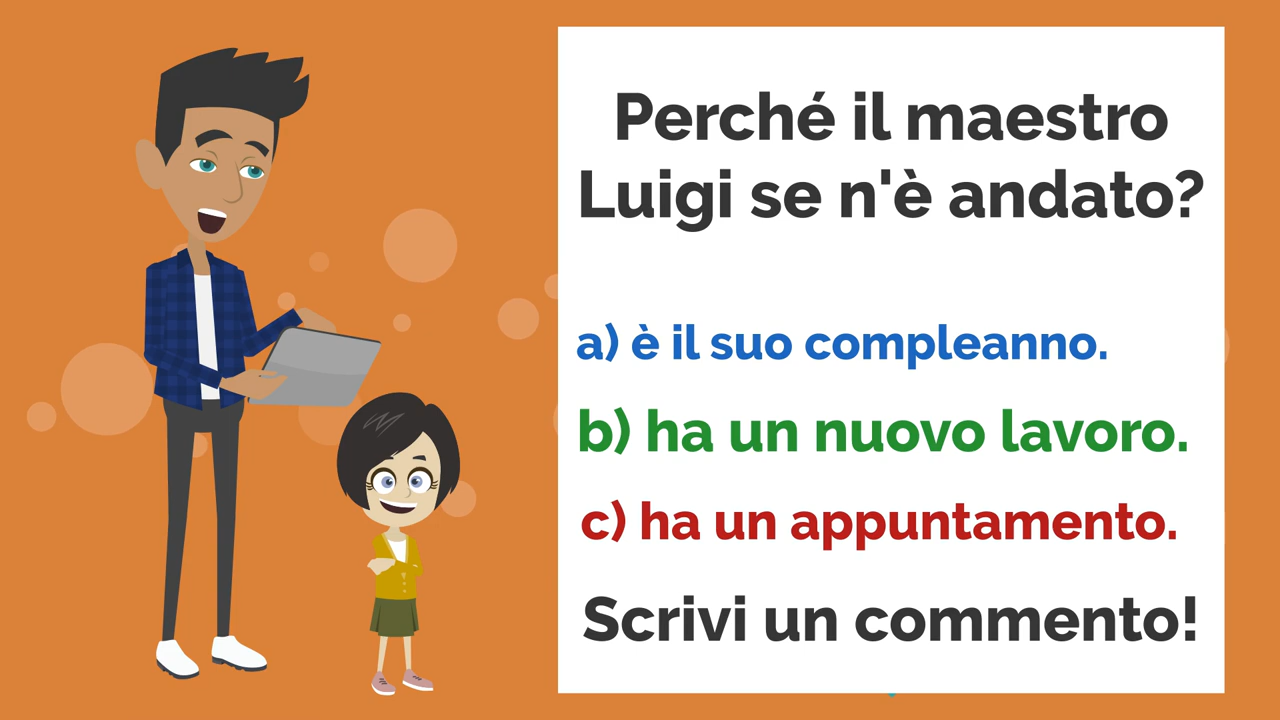 Perché il maestro
Luigi se n'è andato?
a) è il suo compleanno.
b) ha un nuovo lavoro.
c) ha un appuntamento.
Scrivi un commento!